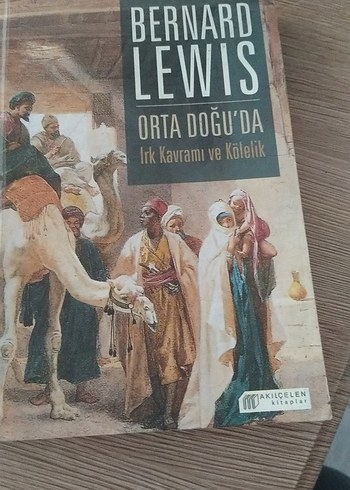 BERNARD
LEWIS
ORTA DOĞU'DA
Irk Kavramı ve Kölelik
AKILÇELEN
kitaplar